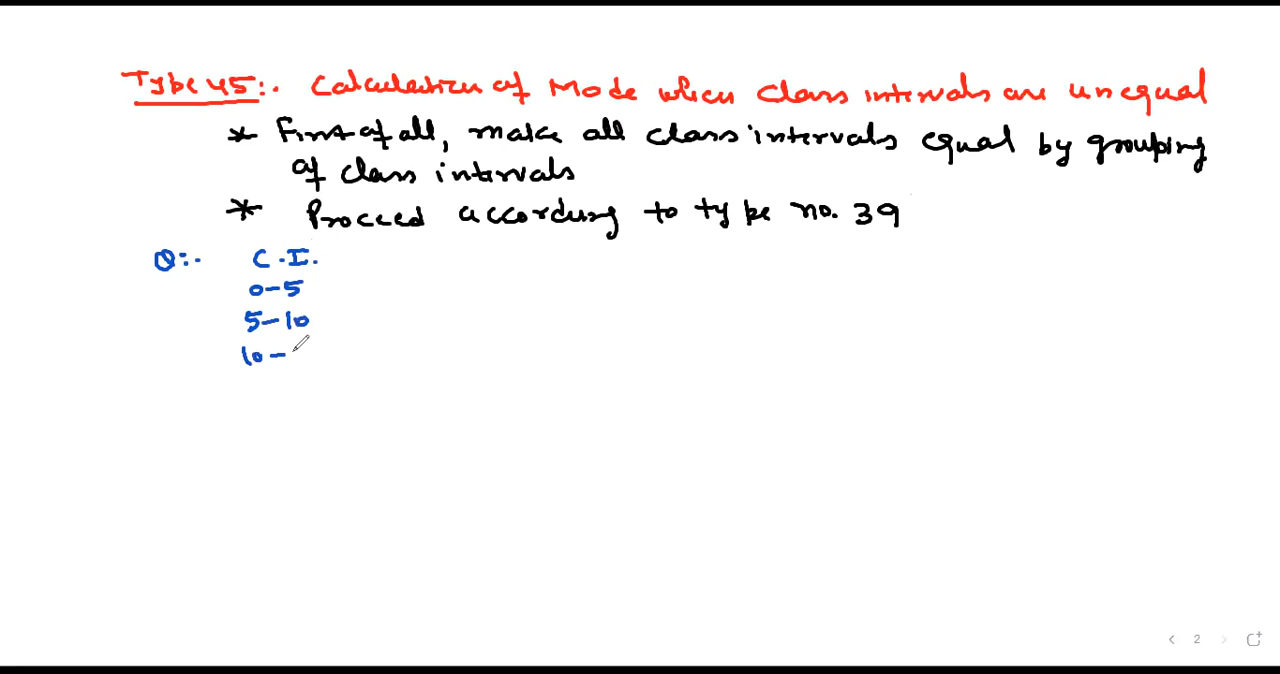 Type 45:. Calculation of Mode when class intervals are unequal
* First of all, make all class intervals equal by grouping
of class intervals
* Proceed according to type no. 39
Q:. C.I.
0-5
5-10
10-
< 2 >